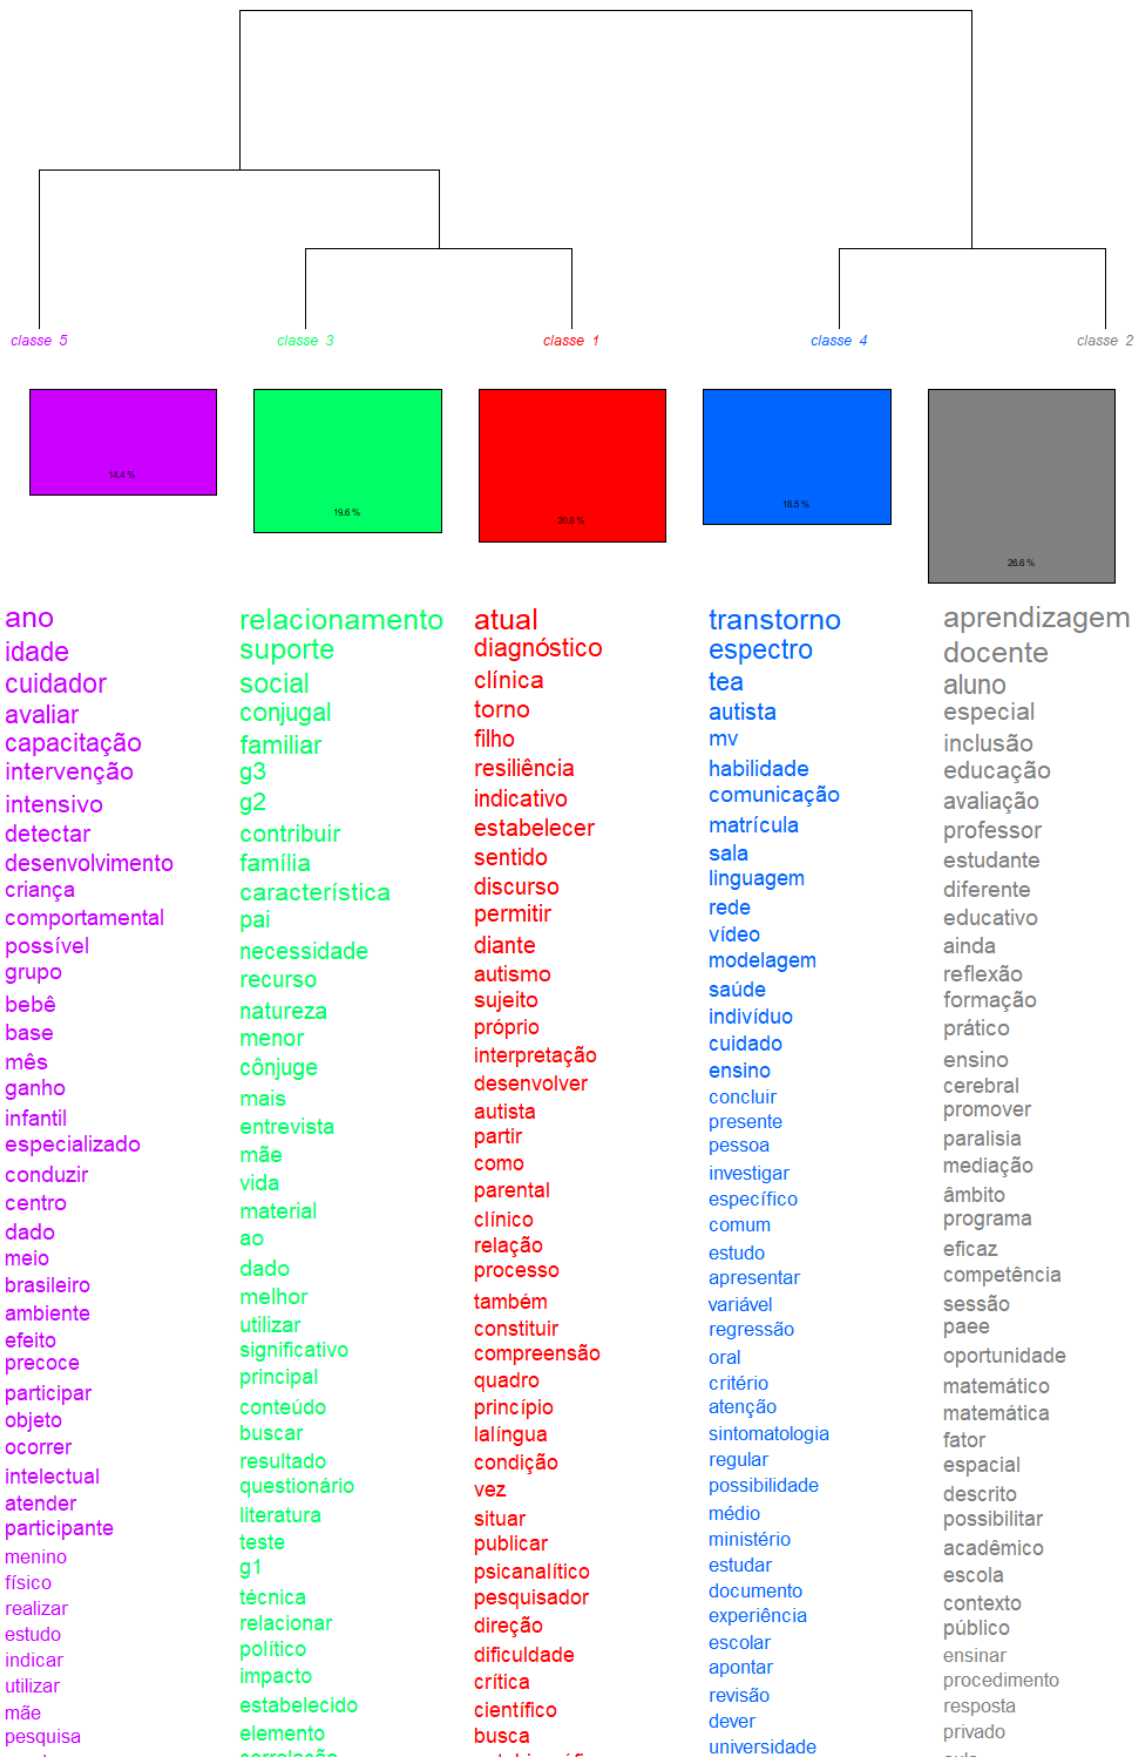 classe 5
classe 3
classe 1
classe 4
classe 2
14.4 %
19.6 %
20.8 %
18.5 %
26.6 %
ano
idade
cuidador
avaliar
capacitação
intervenção
intensivo
detectar
desenvolvimento
criança
comportamental
possível
grupo
bebê
base
mês
ganho
infantil
especializado
conduzir
centro
dado
meio
brasileiro
ambiente
efeito
precoce
participar
objeto
ocorrer
intelectual
atender
participante
menino
físico
realizar
estudo
indicar
utilizar
mãe
pesquisa
relacionamento
suporte
social
conjugal
familiar
g3
g2
contribuir
família
característica
pai
necessidade
recurso
natureza
menor
cônjuge
mais
entrevista
mãe
vida
material
ao
dado
melhor
utilizar
significativo
principal
conteúdo
buscar
resultado
questionário
literatura
teste
g1
técnica
relacionar
político
impacto
estabelecido
elemento
correlação
atual
diagnóstico
clínica
torno
filho
resiliência
indicativo
estabelecer
sentido
discurso
permitir
diante
autismo
sujeito
próprio
interpretação
desenvolver
autista
partir
como
parental
clínico
relação
processo
também
constituir
compreensão
quadro
princípio
lalíngua
condição
vez
situar
publicar
psicanalítico
pesquisador
direção
dificuldade
crítica
científico
busca
transtorno
espectro
tea
autista
mv
habilidade
comunicação
matrícula
sala
linguagem
rede
vídeo
modelagem
saúde
indivíduo
cuidado
ensino
concluir
presente
pessoa
investigar
específico
comum
estudo
apresentar
variável
regressão
oral
critério
atenção
sintomatologia
regular
possibilidade
médio
ministério
estudar
documento
experiência
escolar
apontar
revisão
dever
universidade
aprendizagem
docente
aluno
especial
inclusão
educação
avaliação
professor
estudante
diferente
educativo
ainda
reflexão
formação
prático
ensino
cerebral
promover
paralisia
mediação
âmbito
programa
eficaz
competência
sessão
paee
oportunidade
matemático
matemática
fator
espacial
descrito
possibilitar
acadêmico
escola
contexto
público
ensinar
procedimento
resposta
privado